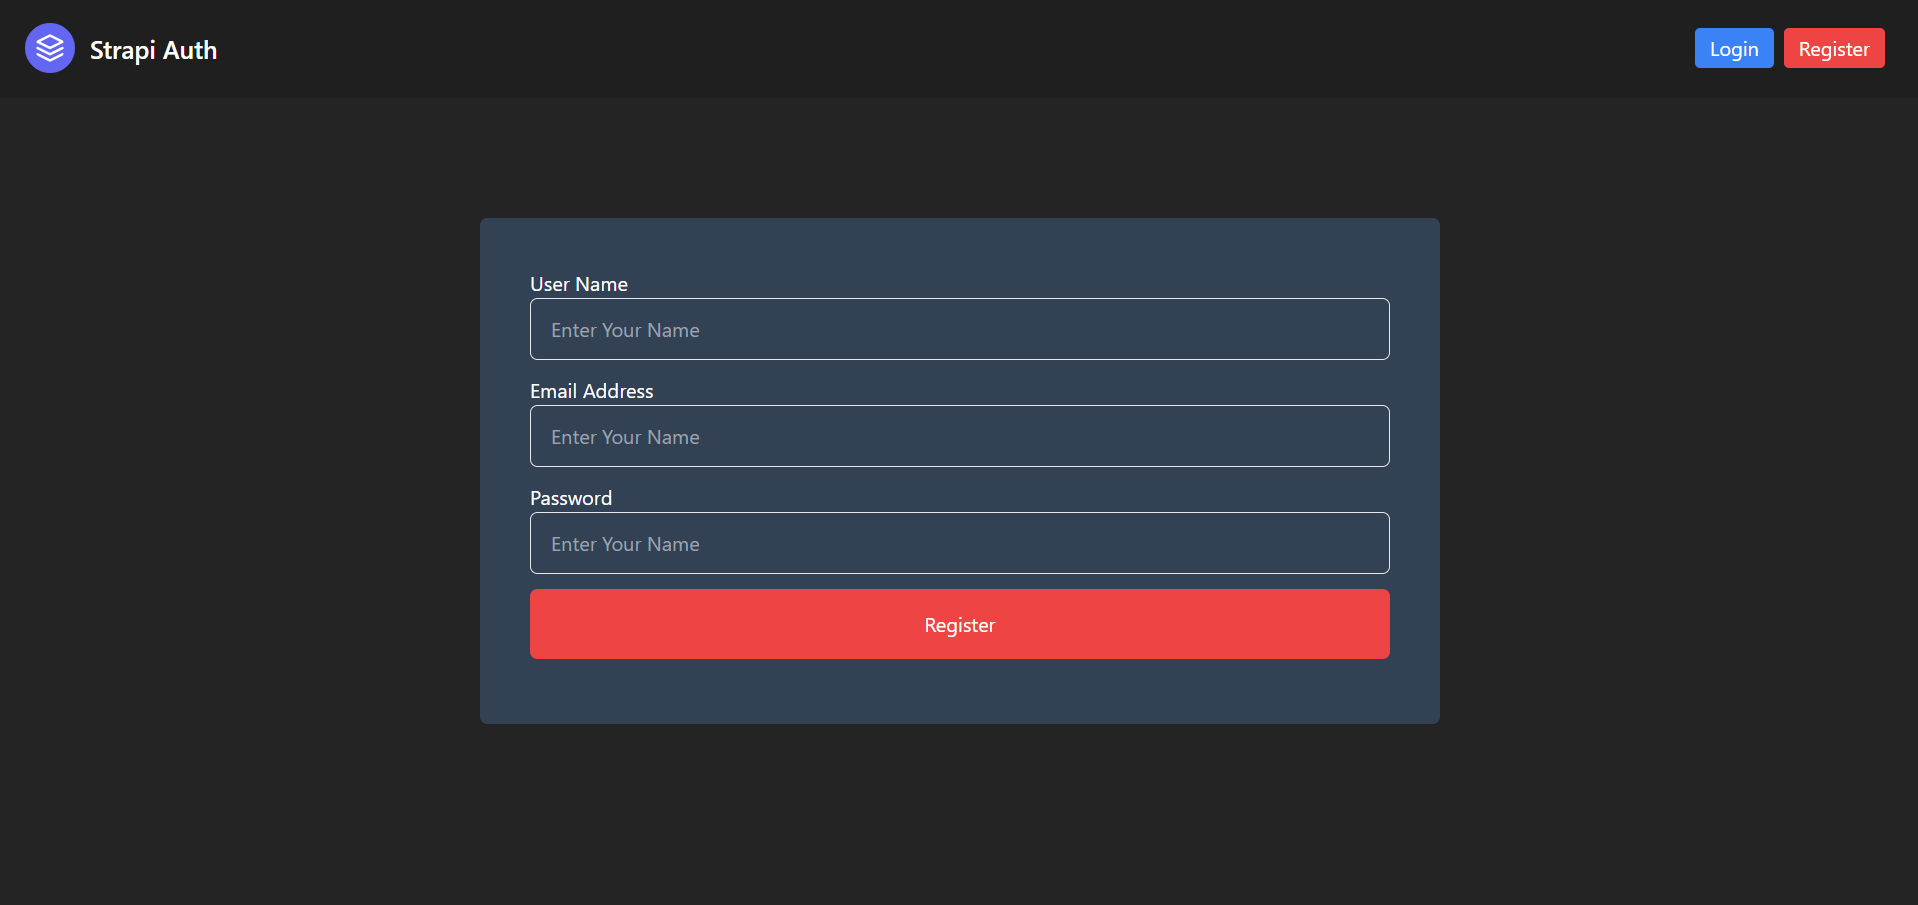 Strapi Auth
Login
Register
User Name
Enter Your Name
Email Address
Enter Your Name
Password
Enter Your Name
Register